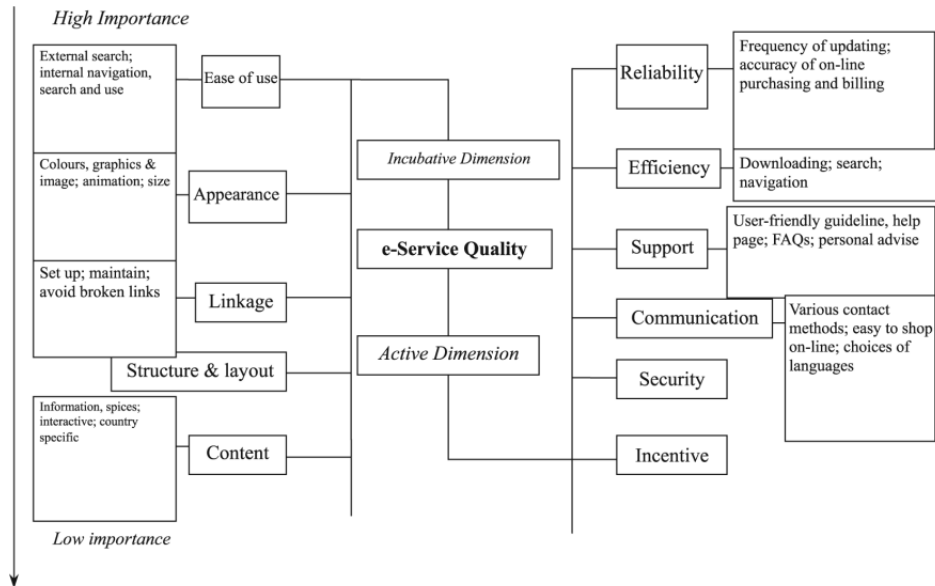 High Importance
External search;
internal navigation,
search and use
Ease of use
Colours, graphics &
image; animation; size
Appearance
Set up; maintain;
avoid broken links
Linkage
Structure & layout
Information, spices;
interactive; country
specific
Content
Low importance
Incubative Dimension
e-Service Quality
Active Dimension
Reliability
Frequency of updating;
accuracy of on-line
purchasing and billing
Efficiency
Downloading; search;
navigation
Support
User-friendly guideline, help
page; FAQs; personal advise
Communication
Various contact
methods; easy to shop
on-line; choices of
languages
Security
Incentive